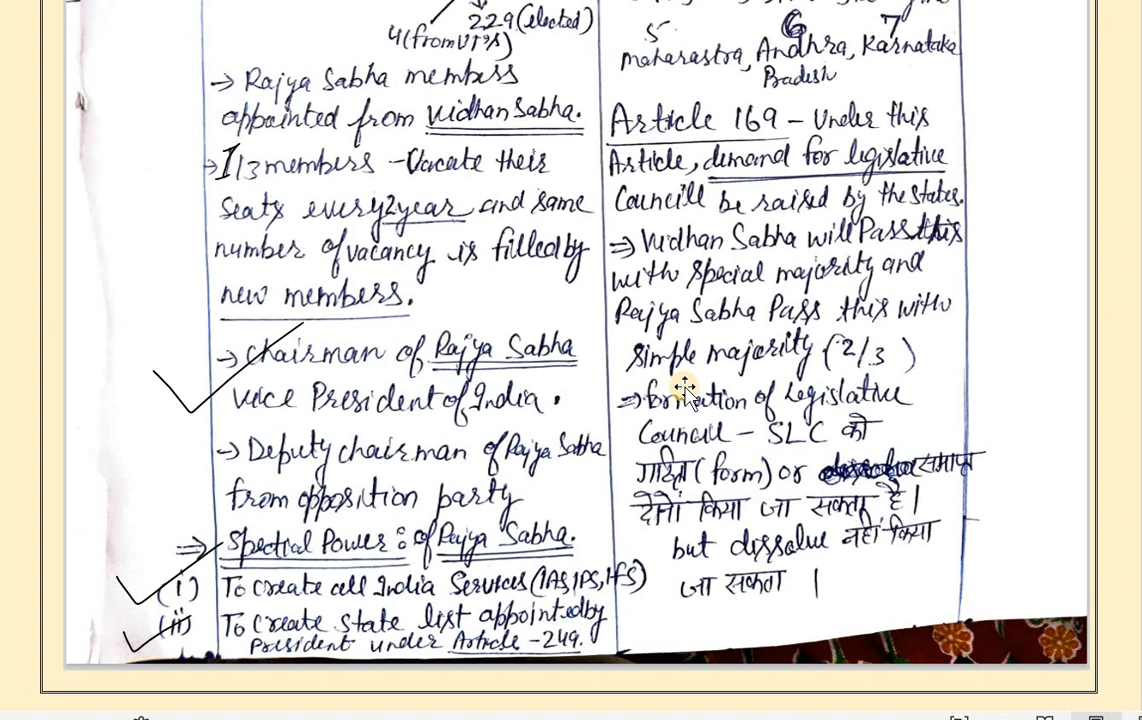 229 (elected)
4 (from UT's)
→ Rajya Sabha members
appointed from Vidhan Sabha.
→ 1/3 members - Vacate their
Seats every 2 year and same
number of vacancy is filled by
new members.
→ Chairman of Rajya Sabha
vice President of India.
→ Deputy chairman of Rajya Sabha
from opposition party
⇒ Spectial Power : of Rajya Sabha.
(i) To create all India Services (IAS, IPS, IFS)
(ii) To Create State list appointed by
President under Article - 249.
5 6 7
Maharastra, Andhra, Karnataka
Pradesh
Article 169 - Under this
Article, demand for legislative
Councill be raised by the states.
⇒ Vidhan Sabha will Pass this
with special majority and
Rajya Sabha Pass this with
simple majority (2/3)
⇒ formation of Legislative
Council - SLC को
(form) or समाप्त
दोनों किया जा सकता है।
but dissolve नहीं किया
जा सकता ।